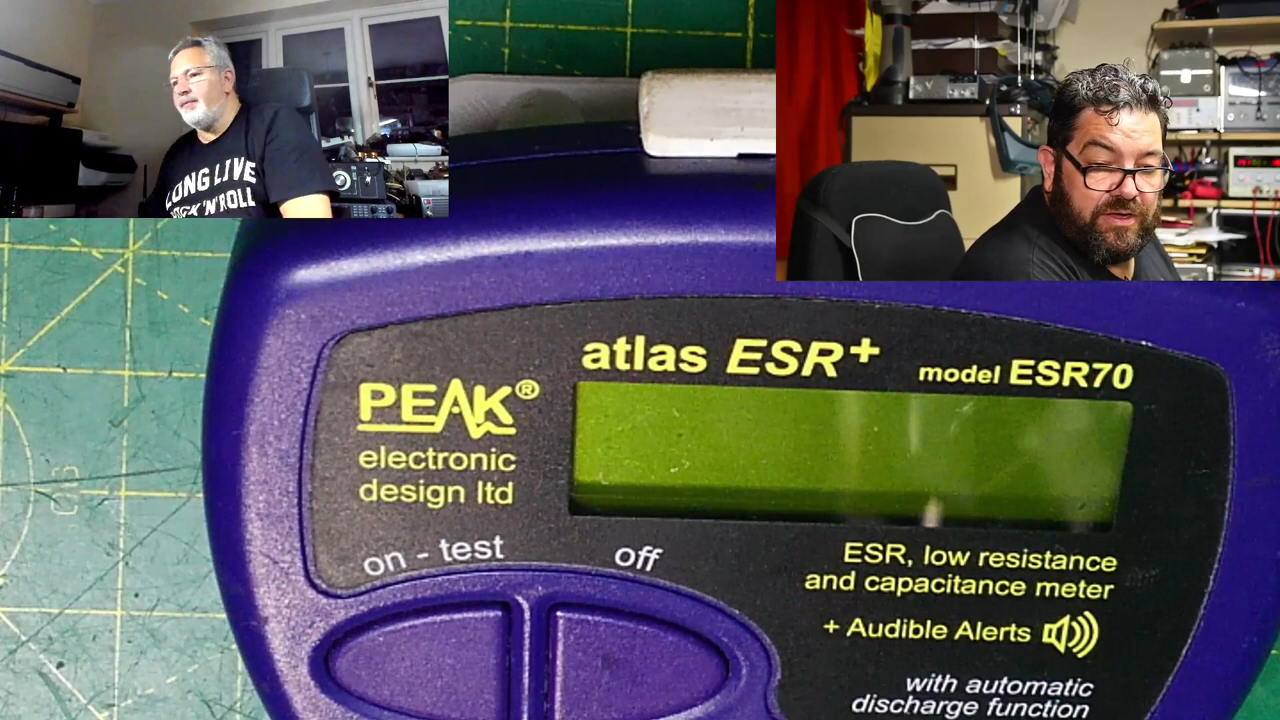 LONG LIVE
ROCK 'N' ROLL
atlas ESR+ model ESR70
PEAK®
electronic
design ltd
on - test off
ESR, low resistance
and capacitance meter
+ Audible Alerts
with automatic
discharge function